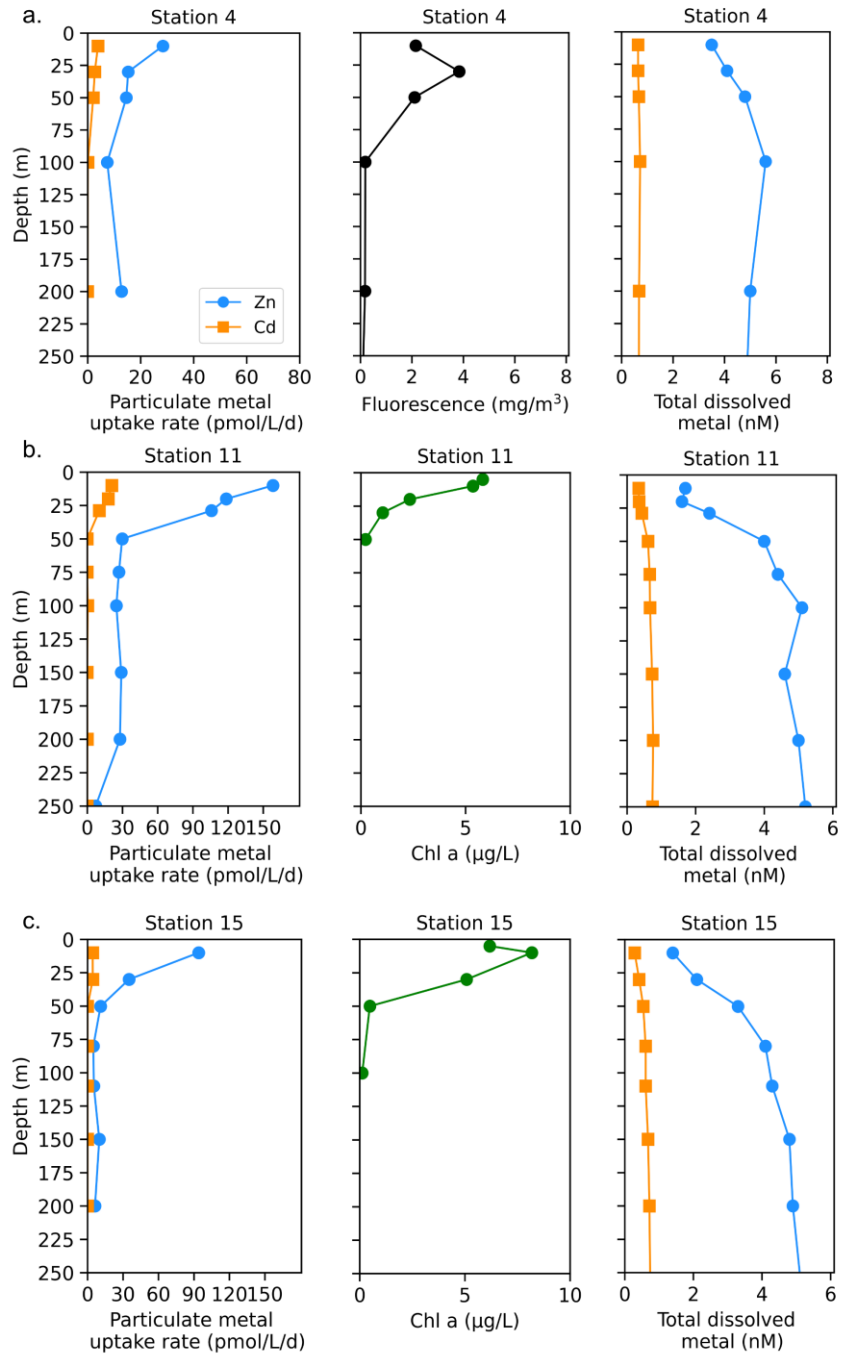 a.
Station 4
Station 4
Station 4
0
25
50
75
100
125
150
175
200
225
250
Depth (m)
Zn
Cd
0 20 40 60 80
0 2 4 6 8
0 2 4 6 8
Particulate metal
uptake rate (pmol/L/d)
Fluorescence (mg/m³)
Total dissolved
metal (nM)
b.
Station 11
Station 11
Station 11
0
25
50
75
100
125
150
175
200
225
250
Depth (m)
0 30 60 90 120 150
0 5 10
0 2 4 6
Particulate metal
uptake rate (pmol/L/d)
Chl a (μg/L)
Total dissolved
metal (nM)
c.
Station 15
Station 15
Station 15
0
25
50
75
100
125
150
175
200
225
250
Depth (m)
0 30 60 90 120 150
0 5 10
0 2 4 6
Particulate metal
uptake rate (pmol/L/d)
Chl a (μg/L)
Total dissolved
metal (nM)